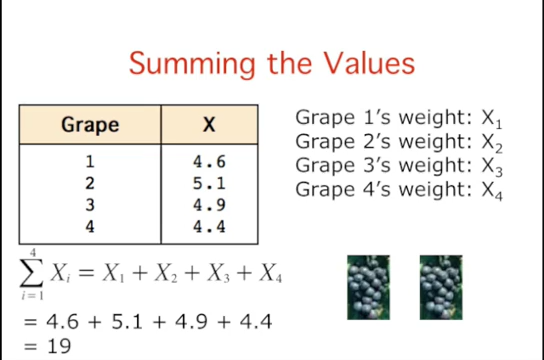 Summing the Values
Grape X
1 4.6
2 5.1
3 4.9
4 4.4
Grape 1's weight: X₁
Grape 2's weight: X₂
Grape 3's weight: X₃
Grape 4's weight: X₄
4
∑ Xᵢ = X₁ + X₂ + X₃ + X₄
i=1
= 4.6 + 5.1 + 4.9 + 4.4
= 19